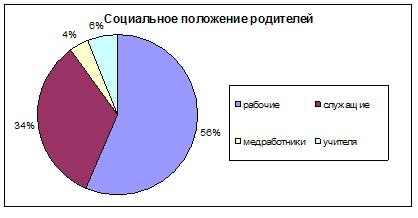 Социальное положение родителей
4%
6%
34%
56%
рабочие
служащие
медработники
учителя